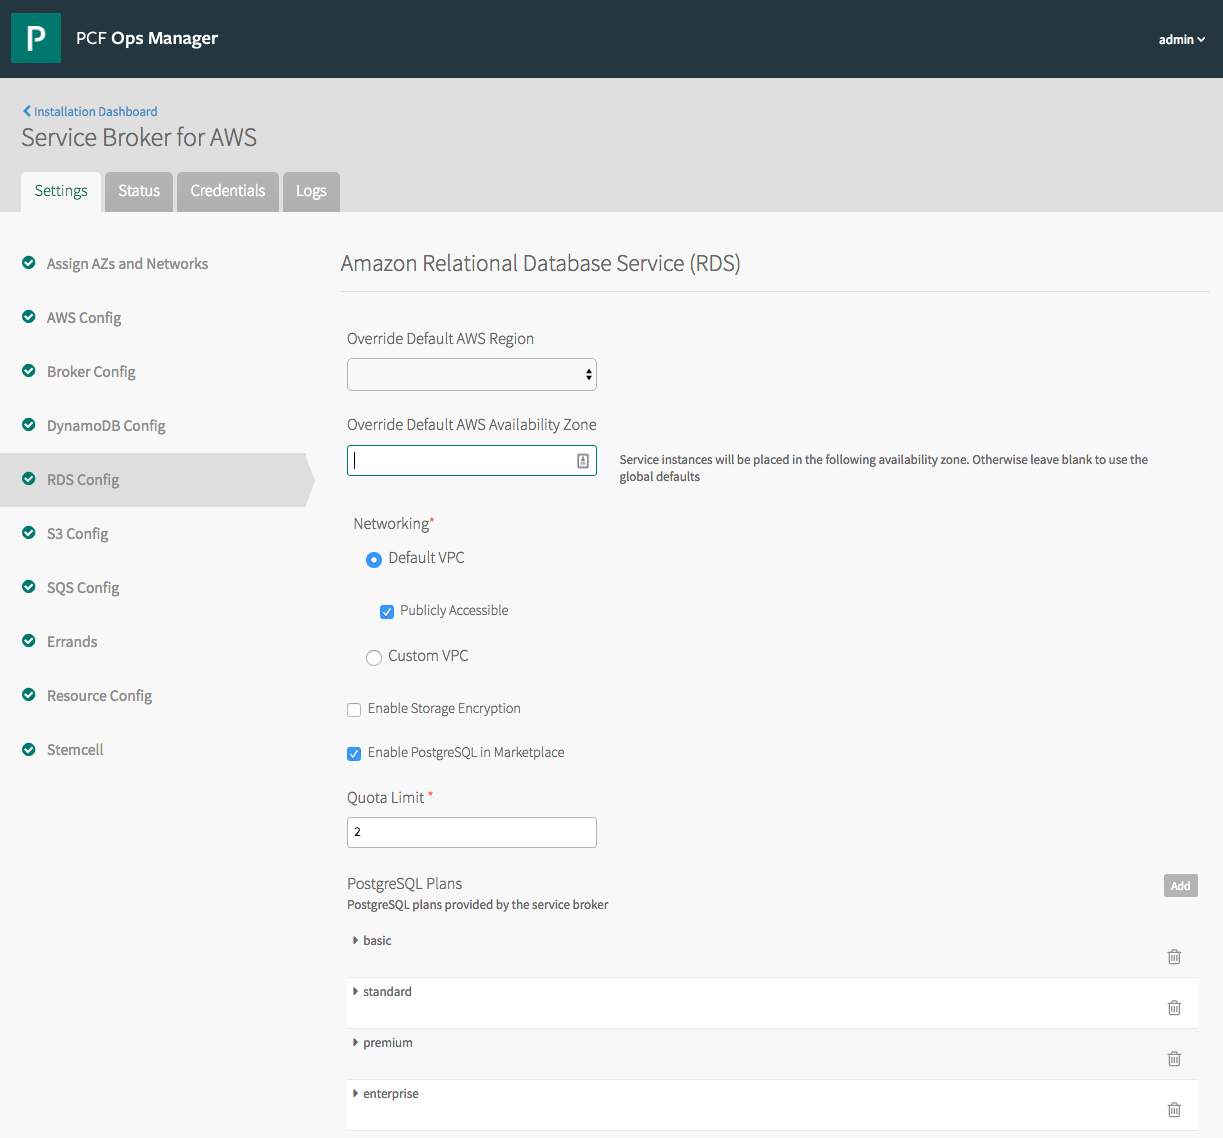 P
PCF Ops Manager
admin
Installation Dashboard
Service Broker for AWS
Settings
Status
Credentials
Logs
Assign AZs and Networks
AWS Config
Broker Config
DynamoDB Config
RDS Config
S3 Config
SQS Config
Errands
Resource Config
Stemcell
Amazon Relational Database Service (RDS)
Override Default AWS Region
Override Default AWS Availability Zone
Service instances will be placed in the following availability zone. Otherwise leave blank to use the
global defaults
Networking*
Default VPC
Publicly Accessible
Custom VPC
Enable Storage Encryption
Enable PostgreSQL in Marketplace
Quota Limit *
2
PostgreSQL Plans
Add
PostgreSQL plans provided by the service broker
basic
standard
premium
enterprise